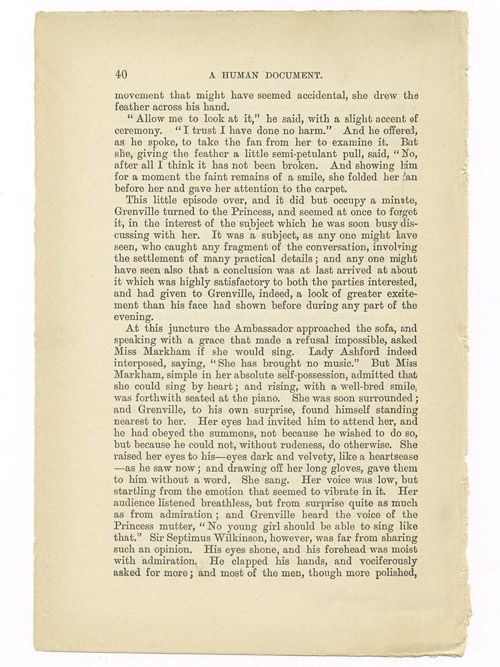 40 A HUMAN DOCUMENT.
movement that might have seemed accidental, she drew the
feather across his hand.
“Allow me to look at it,” he said, with a slight accent of
ceremony. “I trust I have done no harm.” And he offered,
as he spoke, to take the fan from her to examine it. But
she, giving the feather a little semi-petulant pull, said, “No,
after all I think it has not been broken. And showing him
for a moment the faint remains of a smile, she folded her fan
before her and gave her attention to the carpet.
This little episode over, and it did but occupy a minute,
Grenville turned to the Princess, and seemed at once to forget
it, in the interest of the subject which he was soon busy dis-
cussing with her. It was a subject, as any one might have
seen, who caught any fragment of the conversation, involving
the settlement of many practical details; and any one might
have seen also that a conclusion was at last arrived at about
it which was highly satisfactory to both the parties interested,
and had given to Grenville, indeed, a look of greater excite-
ment than his face had shown before during any part of the
evening.
At this juncture the Ambassador approached the sofa, and
speaking with a grace that made a refusal impossible, asked
Miss Markham if she would sing. Lady Ashford indeed
interposed, saying, “She has brought no music.” But Miss
Markham, simple in her absolute self-possession, admitted that
she could sing by heart; and rising, with a well-bred smile,
was forthwith seated at the piano. She was soon surrounded;
and Grenville, to his own surprise, found himself standing
nearest to her. Her eyes had invited him to attend her, and
he had obeyed the summons, not because he wished to do so,
but because he could not, without rudeness, do otherwise. She
raised her eyes to his—eyes dark and velvety, like a heartsease
—as he saw now; and drawing off her long gloves, gave them
to him without a word. She sang. Her voice was low, but
startling from the emotion that seemed to vibrate in it. Her
audience listened breathless, but from surprise quite as much
as from admiration; and Grenville heard the voice of the
Princess mutter, “No young girl should be able to sing like
that.” Sir Septimus Wilkinson, however, was far from sharing
such an opinion. His eyes shone, and his forehead was moist
with admiration. He clapped his hands, and vociferously
asked for more; and most of the men, though more polished,